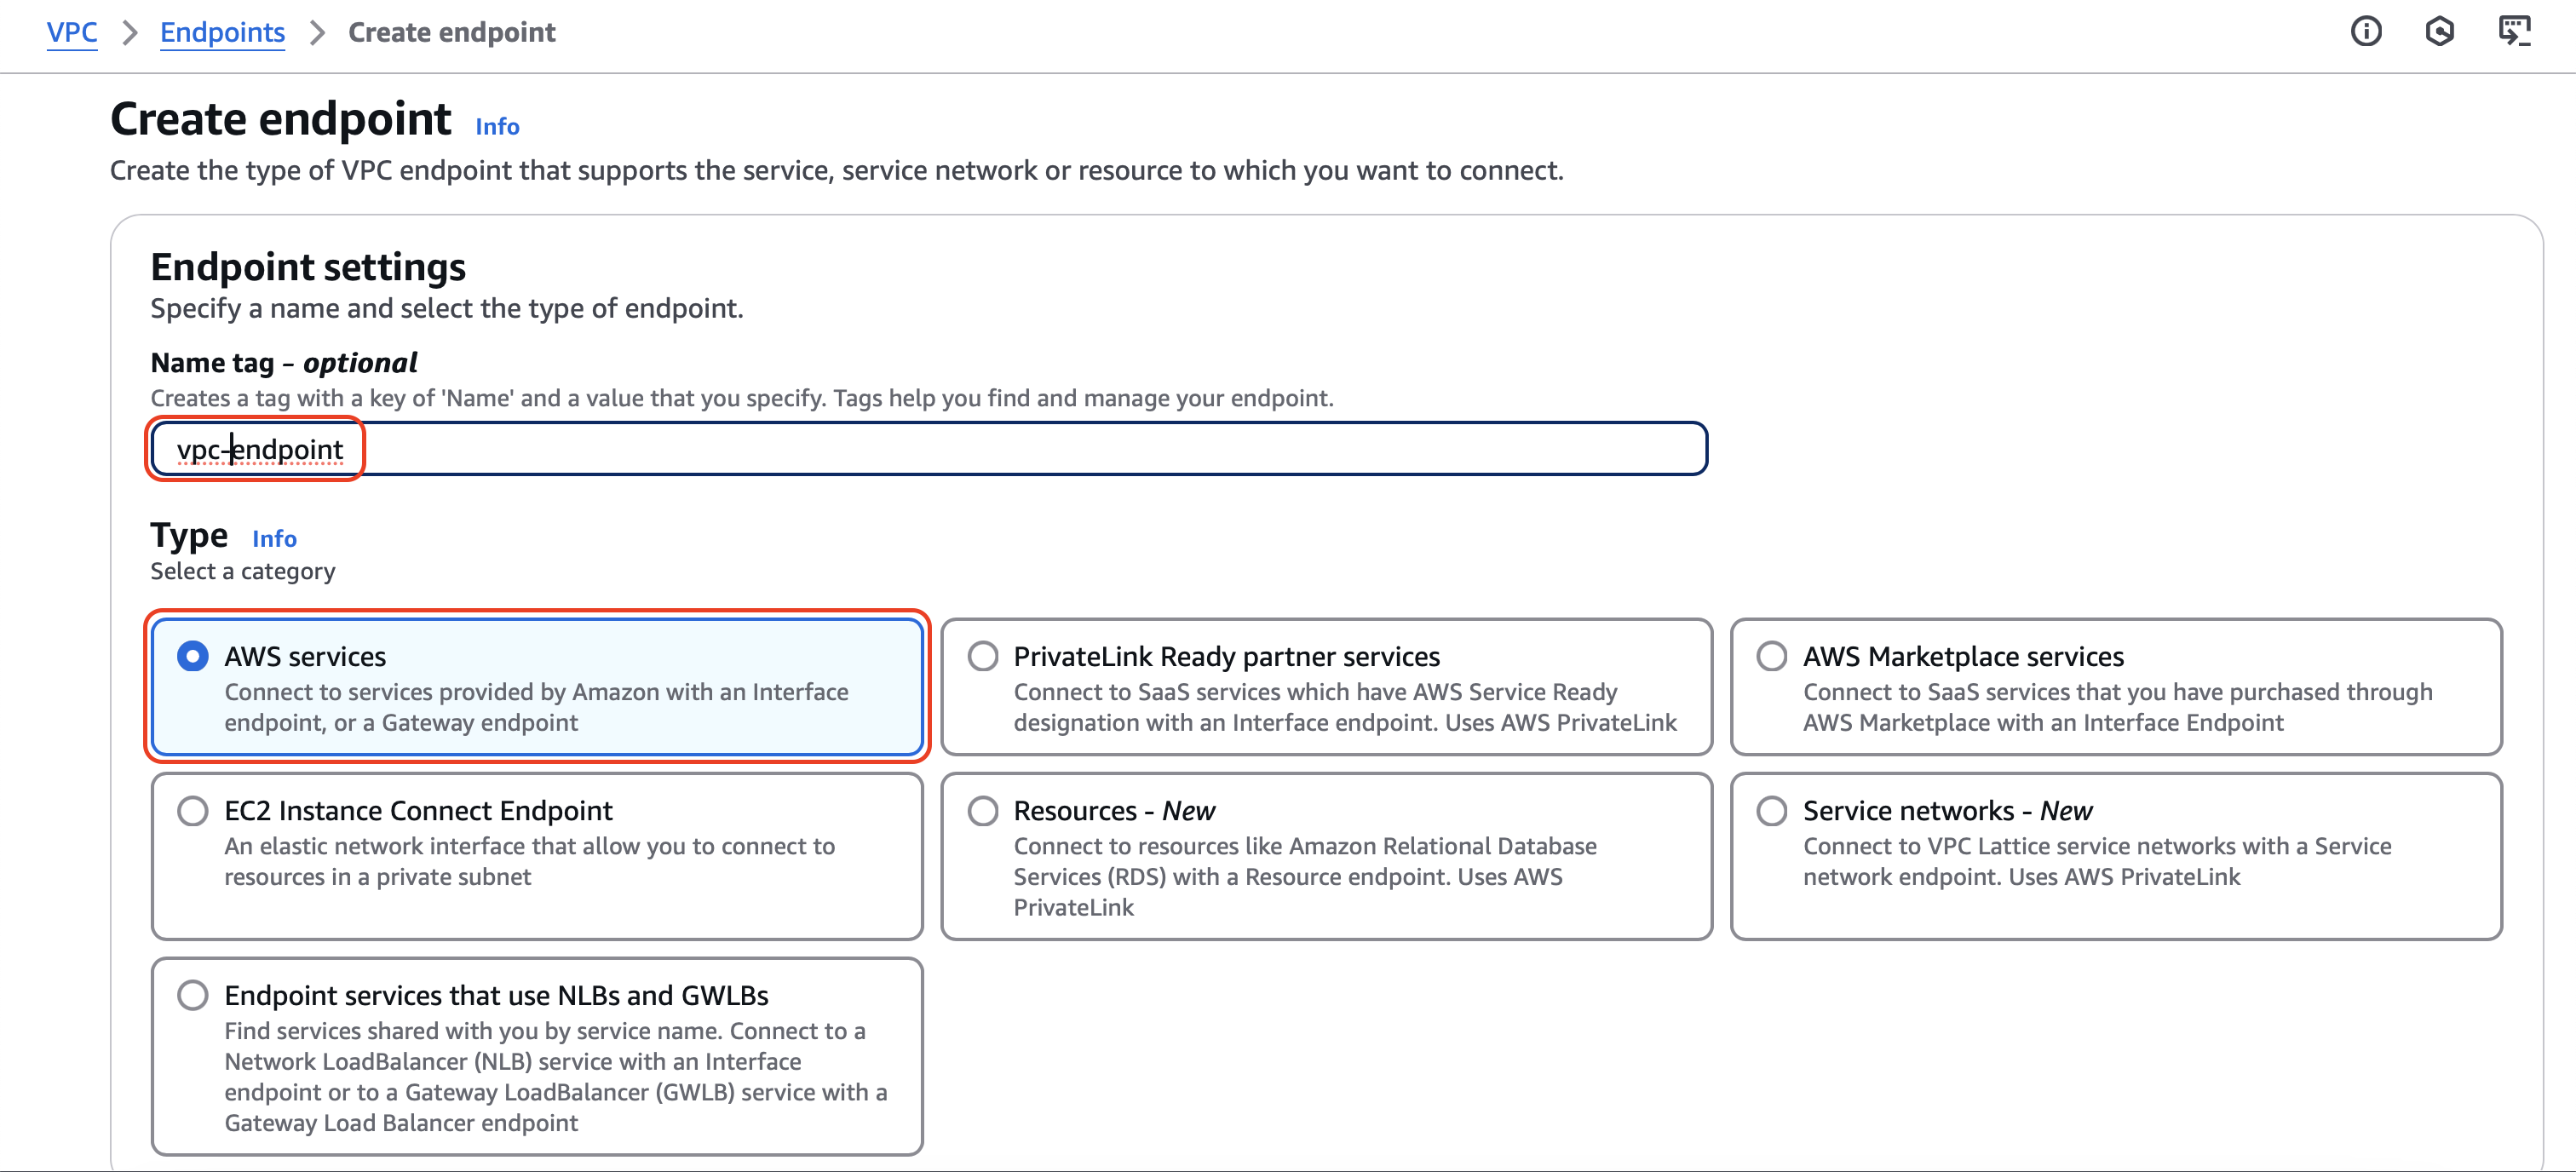 VPC > Endpoints > Create endpoint
Create endpoint Info
Create the type of VPC endpoint that supports the service, service network or resource to which you want to connect.
Endpoint settings
Specify a name and select the type of endpoint.
Name tag – optional
Creates a tag with a key of 'Name' and a value that you specify. Tags help you find and manage your endpoint.
vpc-endpoint
Type Info
Select a category
AWS services
Connect to services provided by Amazon with an Interface
endpoint, or a Gateway endpoint
PrivateLink Ready partner services
Connect to SaaS services which have AWS Service Ready
designation with an Interface endpoint. Uses AWS PrivateLink
AWS Marketplace services
Connect to SaaS services that you have purchased through
AWS Marketplace with an Interface Endpoint
EC2 Instance Connect Endpoint
An elastic network interface that allow you to connect to
resources in a private subnet
Resources - New
Connect to resources like Amazon Relational Database
Services (RDS) with a Resource endpoint. Uses AWS
PrivateLink
Service networks - New
Connect to VPC Lattice service networks with a Service
network endpoint. Uses AWS PrivateLink
Endpoint services that use NLBs and GWLBs
Find services shared with you by service name. Connect to a
Network LoadBalancer (NLB) service with an Interface
endpoint or to a Gateway LoadBalancer (GWLB) service with a
Gateway Load Balancer endpoint